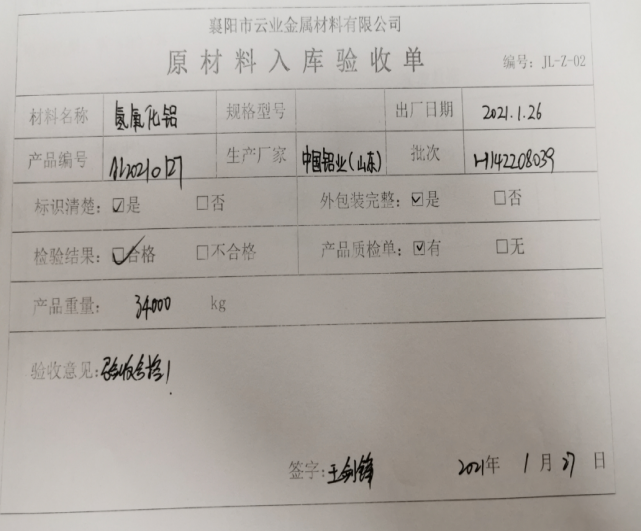 襄阳市云业金属材料有限公司
原材料入库验收单
编号：JL-Z-02
材料名称 氢氧化铝 规格型号 出厂日期 2021.1.26
产品编号 生产厂家 中国铝业(山东) 批次 H142208039
标识清楚：☑是 □否 外包装完整：☑是 □否
检验结果：☑合格 □不合格 产品质检单：☑有 □无
产品重量： 34000 kg
验收意见：验收合格！
签字：王剑锋 2021年 1 月 27 日